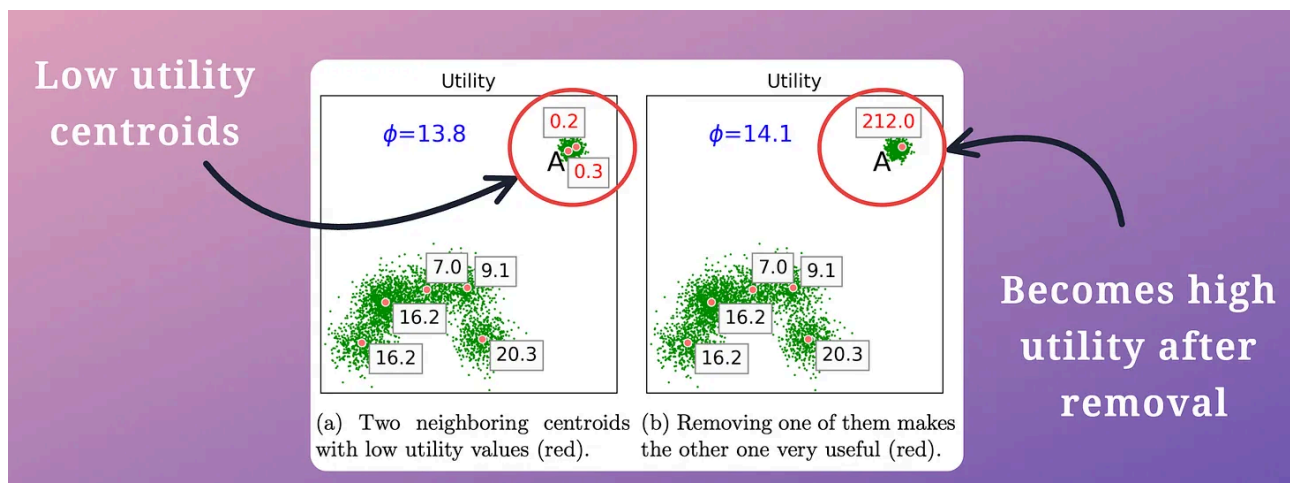 Low utility
centroids
Utility
ϕ=13.8
0.2
A
0.3
7.0
9.1
16.2
16.2
20.3
(a) Two neighboring centroids
with low utility values (red).
Utility
ϕ=14.1
212.0
A
7.0
9.1
16.2
16.2
20.3
(b) Removing one of them makes
the other one very useful (red).
Becomes high
utility after
removal